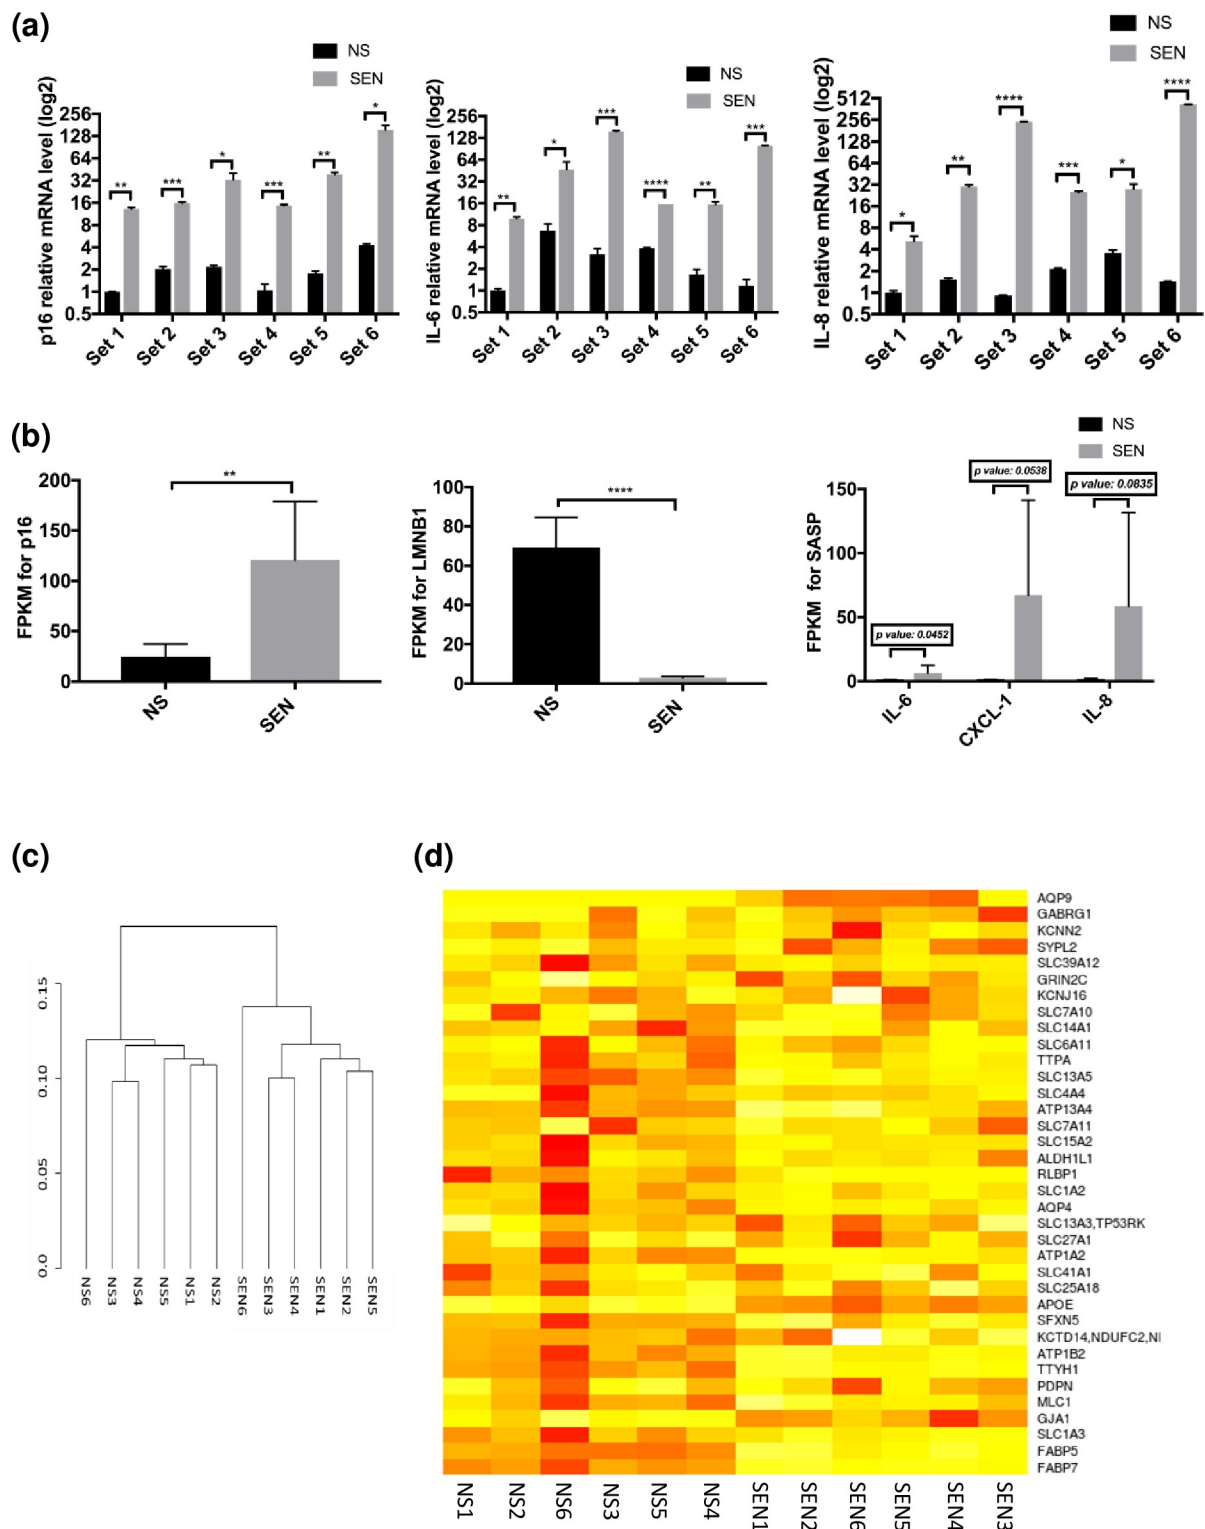 (a)
NS
SEN
p16 relative mRNA level (log2)
256
128
64
32
16
8
4
2
1
0.5
** *** * *** ** *
Set 1 Set 2 Set 3 Set 4 Set 5 Set 6
NS
SEN
IL-6 relative mRNA level (log2)
256
128
64
32
16
8
4
2
1
0.5
** * *** **** ** ***
Set 1 Set 2 Set 3 Set 4 Set 5 Set 6
NS
SEN
IL-8 relative mRNA level (log2)
512
256
128
64
32
16
8
4
2
1
0.5
* ** **** *** * ****
Set 1 Set 2 Set 3 Set 4 Set 5 Set 6
(b)
FPKM for p16
200
150
100
50
0
**
NS SEN
FPKM for LMNB1
100
80
60
40
20
0
****
NS SEN
NS
SEN
FPKM for SASP
150
100
50
0
p value: 0.0452
p value: 0.0538
p value: 0.0835
IL-6 CXCL-1 IL-8
(c)
0.15
0.10
0.05
0.0
NS6 NS3 NS4 NS5 NS1 NS2 SEN6 SEN3 SEN4 SEN1 SEN2 SEN5
(d)
AQP9
GABRG1
KCNN2
SYPL2
SLC39A12
GRIN2C
KCNJ16
SLC7A10
SLC14A1
SLC6A11
TTPA
SLC13A5
SLC4A4
ATP13A4
SLC7A11
SLC15A2
ALDH1L1
RLBP1
SLC1A2
AQP4
SLC13A3,TP53RK
SLC27A1
ATP1A2
SLC41A1
SLC25A18
APOE
SFXN5
KCTD14,NDUFC2,NI
ATP1B2
TTYH1
PDPN
MLC1
GJA1
SLC1A3
FABP5
FABP7
NS1 NS2 NS6 NS3 NS5 NS4 SEN1 SEN2 SEN6 SEN5 SEN4 SEN3